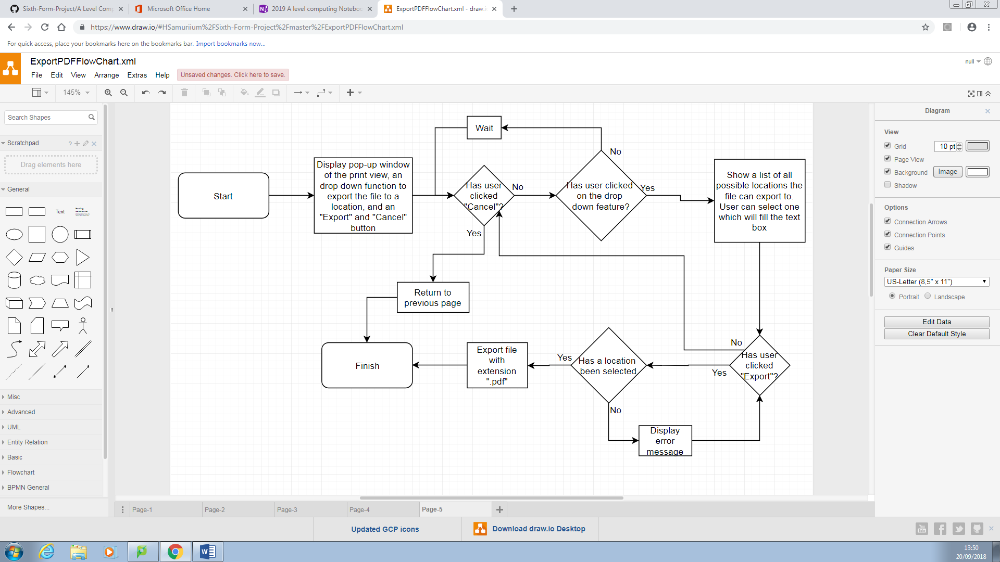 Sixth-Form-Project/A Level Comp
Microsoft Office Home
2019 A level computing Noteboo
ExportPDFFlowChart.xml - draw.i
https://www.draw.io/#HSamuriium%2FSixth-Form-Project%2Fmaster%2FExportPDFFlowChart.xml
For quick access, place your bookmarks here on the bookmarks bar. Import bookmarks now...
ExportPDFFlowChart.xml
null
File Edit View Arrange Extras Help Unsaved changes. Click here to save.
145%
Search Shapes
Scratchpad
?
Drag elements here
General
Text
Heading
Misc
Advanced
UML
Entity Relation
Basic
Flowchart
BPMN General
More Shapes...
Wait
No
Start
Display pop-up window
of the print view, an
drop down function to
export the file to a
location, and an
"Export" and "Cancel"
button
Has user
clicked
"Cancel"?
No
Yes
Has user clicked
on the drop
down feature?
Yes
Show a list of all
possible locations the
file can export to.
User can select one
which will fill the text
box
Return to
previous page
Finish
Export file
with
extension
".pdf"
Yes
Has a location
been selected
No
Yes
No
Has user
clicked
"Export"?
Display
error
message
Page-1
Page-2
Page-3
Page-4
Page-5
Diagram
View
Grid 10 pt
Page View
Background Image
Shadow
Options
Connection Arrows
Connection Points
Guides
Paper Size
US-Letter (8,5" x 11")
Portrait Landscape
Edit Data
Clear Default Style
Updated GCP icons
Download draw.io Desktop
You
Tube
13:50
20/09/2018